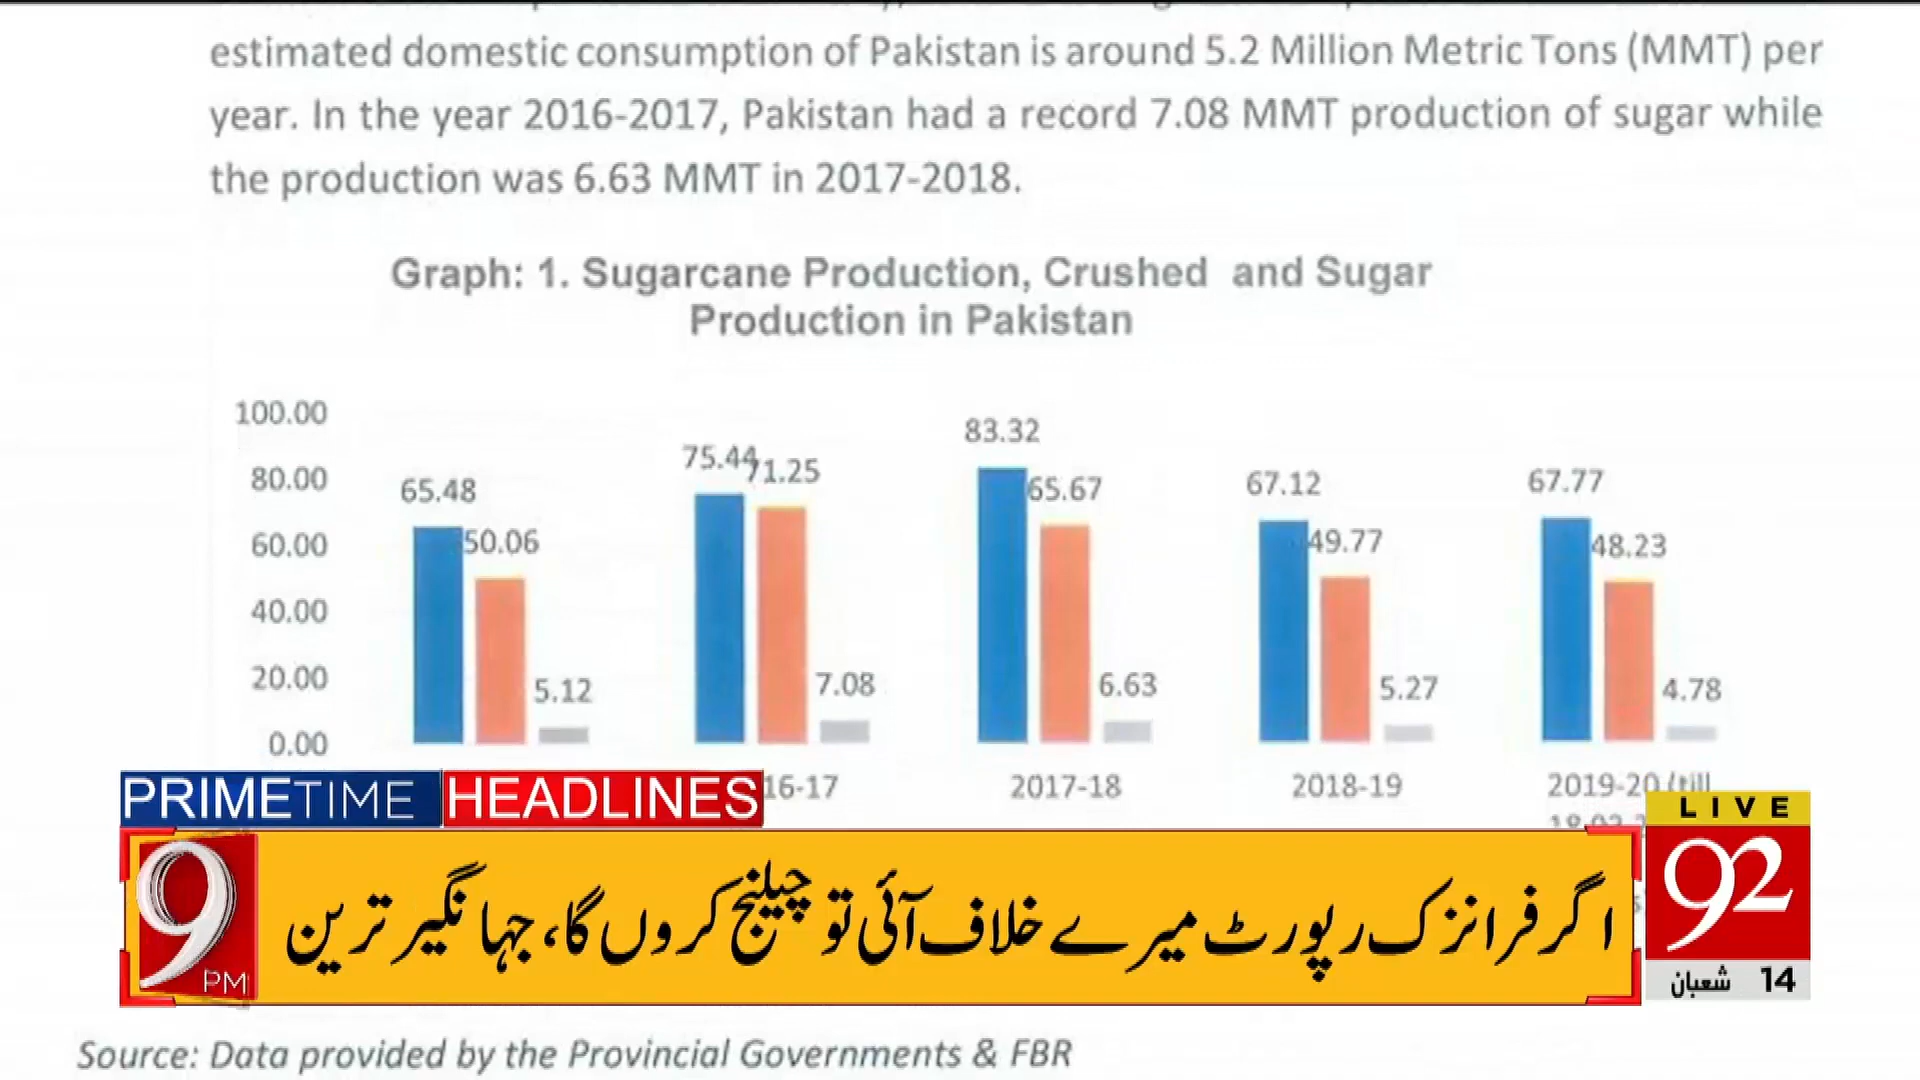 estimated domestic consumption of Pakistan is around 5.2 Million Metric Tons (MMT) per
year. In the year 2016-2017, Pakistan had a record 7.08 MMT production of sugar while
the production was 6.63 MMT in 2017-2018.
Graph: 1. Sugarcane Production, Crushed and Sugar
Production in Pakistan
100.00
80.00
60.00
40.00
20.00
0.00
65.48
50.06
5.12
75.44
71.25
7.08
83.32
65.67
6.63
67.12
49.77
5.27
67.77
48.23
4.78
16-17
2017-18
2018-19
2019-20 (till
PRIMETIME HEADLINES
9 PM
اگر فرانزک رپورٹ میرے خلاف آئی تو چیلنج کروں گا، جہانگیر ترین
LIVE
92
14 شعبان
Source: Data provided by the Provincial Governments & FBR